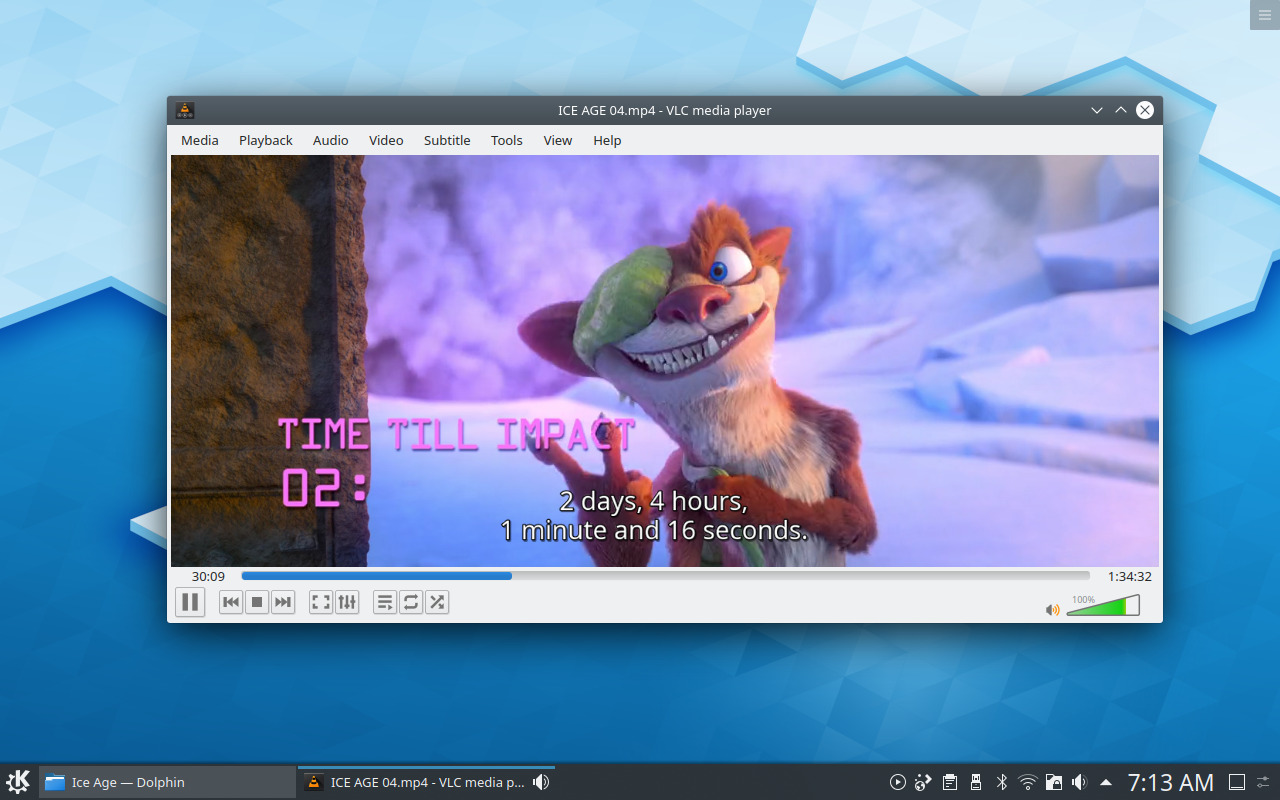 ICE AGE 04.mp4 - VLC media player
Media Playback Audio Video Subtitle Tools View Help
TIME TILL IMPACT
02:
2 days, 4 hours,
1 minute and 16 seconds.
30:09 1:34:32
100%
Ice Age — Dolphin ICE AGE 04.mp4 - VLC media p... 7:13 AM